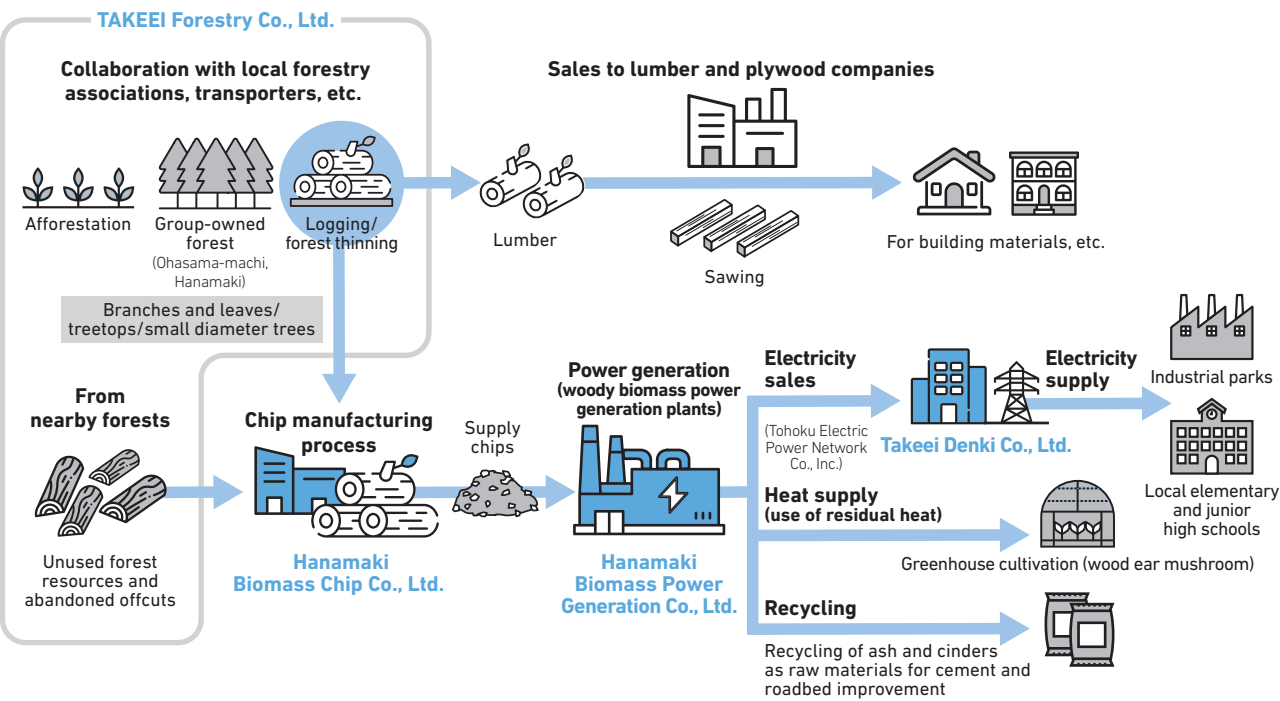 TAKEEI Forestry Co., Ltd.
Collaboration with local forestry
associations, transporters, etc.
Afforestation
Group-owned
forest
(Ohasama-machi,
Hanamaki)
Logging/
forest thinning
Branches and leaves/
treetops/small diameter trees
Lumber
Sales to lumber and plywood companies
Sawing
For building materials, etc.
From
nearby forests
Unused forest
resources and
abandoned offcuts
Chip manufacturing
process
Hanamaki
Biomass Chip Co., Ltd.
Supply
chips
Power generation
(woody biomass power
generation plants)
Hanamaki
Biomass Power
Generation Co., Ltd.
Electricity
sales
(Tohoku Electric
Power Network
Co., Inc.)
Takeei Denki Co., Ltd.
Electricity
supply
Industrial parks
Local elementary
and junior
high schools
Heat supply
(use of residual heat)
Greenhouse cultivation (wood ear mushroom)
Recycling
Recycling of ash and cinders
as raw materials for cement and
roadbed improvement